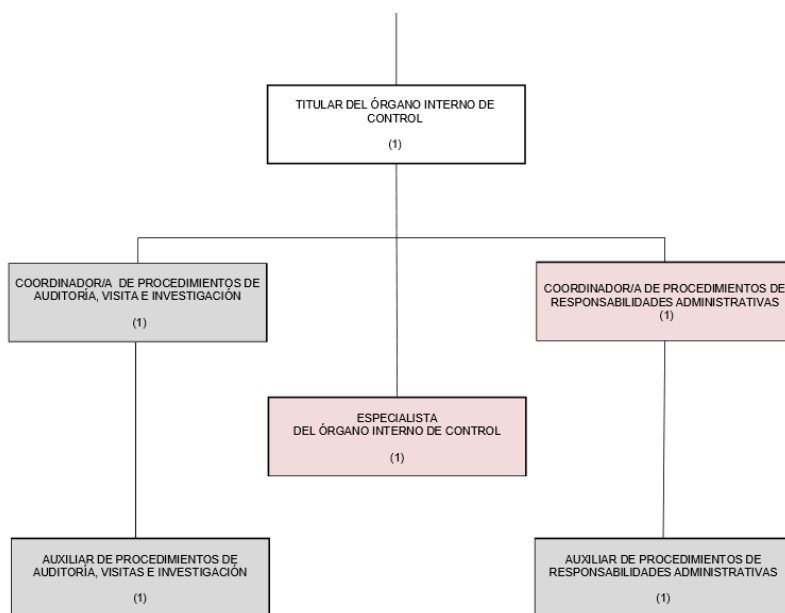 TITULAR DEL ÓRGANO INTERNO DE
CONTROL
(1)
COORDINADOR/A DE PROCEDIMIENTOS DE
AUDITORÍA, VISITA E INVESTIGACIÓN
(1)
COORDINADOR/A DE PROCEDIMIENTOS DE
RESPONSABILIDADES ADMINISTRATIVAS
(1)
ESPECIALISTA
DEL ÓRGANO INTERNO DE CONTROL
(1)
AUXILIAR DE PROCEDIMIENTOS DE
AUDITORÍA, VISITAS E INVESTIGACIÓN
(1)
AUXILIAR DE PROCEDIMIENTOS DE
RESPONSABILIDADES ADMINISTRATIVAS
(1)